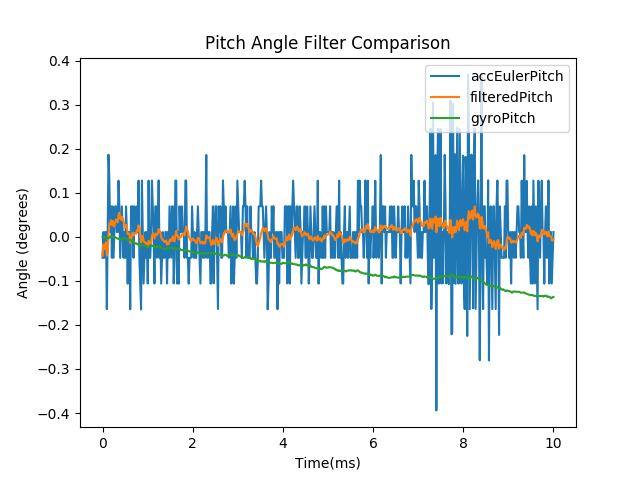 Pitch Angle Filter Comparison
accEulerPitch
filteredPitch
gyroPitch
Angle (degrees)
0.4
0.3
0.2
0.1
0.0
−0.1
−0.2
−0.3
−0.4
0 2 4 6 8 10
Time(ms)